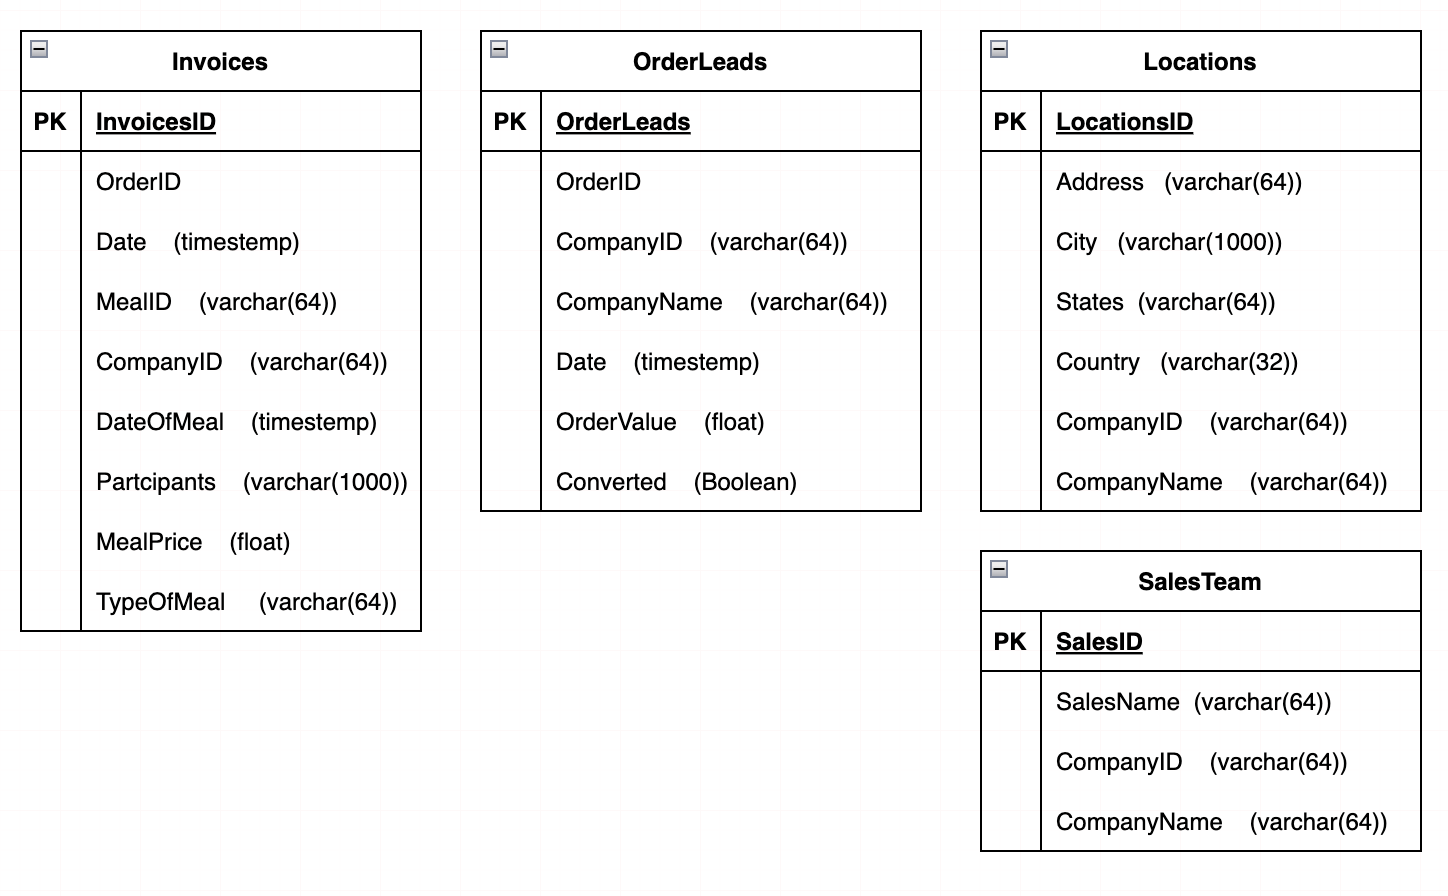 Invoices
PK InvoicesID
OrderID
Date (timestemp)
MealID (varchar(64))
CompanyID (varchar(64))
DateOfMeal (timestemp)
Partcipants (varchar(1000))
MealPrice (float)
TypeOfMeal (varchar(64))
OrderLeads
PK OrderLeads
OrderID
CompanyID (varchar(64))
CompanyName (varchar(64))
Date (timestemp)
OrderValue (float)
Converted (Boolean)
Locations
PK LocationsID
Address (varchar(64))
City (varchar(1000))
States (varchar(64))
Country (varchar(32))
CompanyID (varchar(64))
CompanyName (varchar(64))
SalesTeam
PK SalesID
SalesName (varchar(64))
CompanyID (varchar(64))
CompanyName (varchar(64))